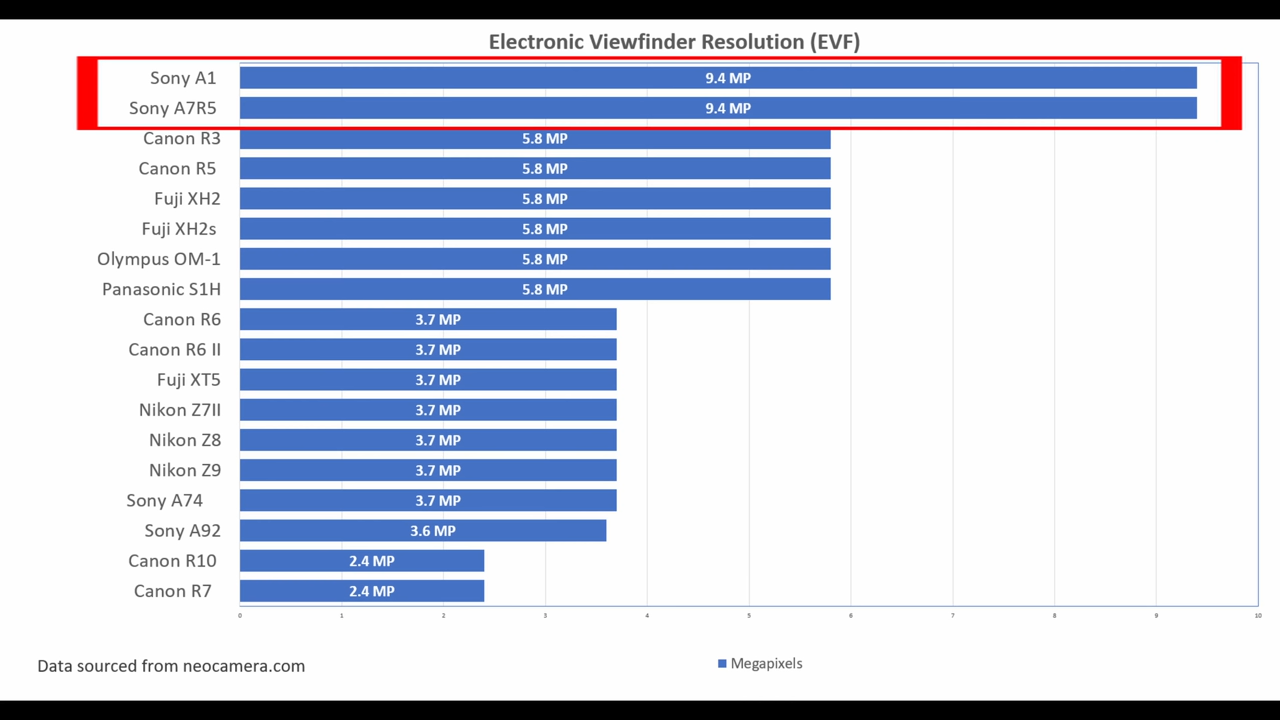 Electronic Viewfinder Resolution (EVF)
Sony A1 9.4 MP
Sony A7R5 9.4 MP
Canon R3 5.8 MP
Canon R5 5.8 MP
Fuji XH2 5.8 MP
Fuji XH2s 5.8 MP
Olympus OM-1 5.8 MP
Panasonic S1H 5.8 MP
Canon R6 3.7 MP
Canon R6 II 3.7 MP
Fuji XT5 3.7 MP
Nikon Z7II 3.7 MP
Nikon Z8 3.7 MP
Nikon Z9 3.7 MP
Sony A74 3.7 MP
Sony A92 3.6 MP
Canon R10 2.4 MP
Canon R7 2.4 MP
0 1 2 3 4 5 6 7 8 9 10
Megapixels
Data sourced from neocamera.com